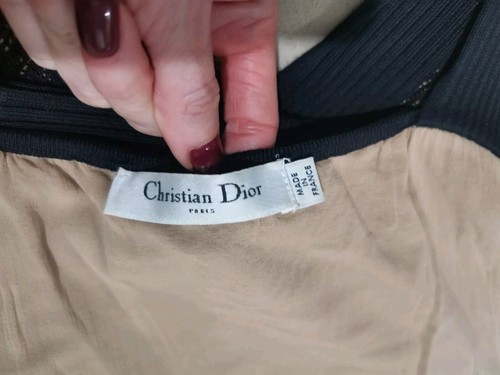 Christian Dior
PARIS
MADE
IN
FRANCE